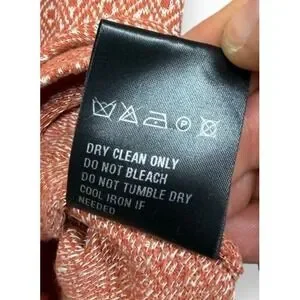 DRY CLEAN ONLY
DO NOT BLEACH
DO NOT TUMBLE DRY
COOL IRON IF
NEEDED